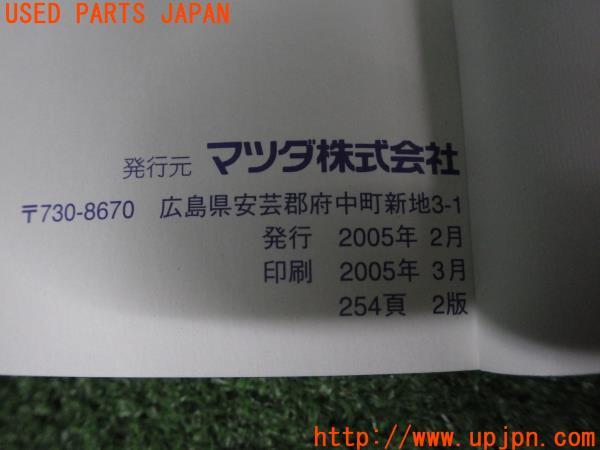 USED PARTS JAPAN
発行元 マツダ株式会社
〒730-8670 広島県安芸郡府中町新地3-1
発行 2005年 2月
印刷 2005年 3月
254頁 2版
http://www.upjpn.com